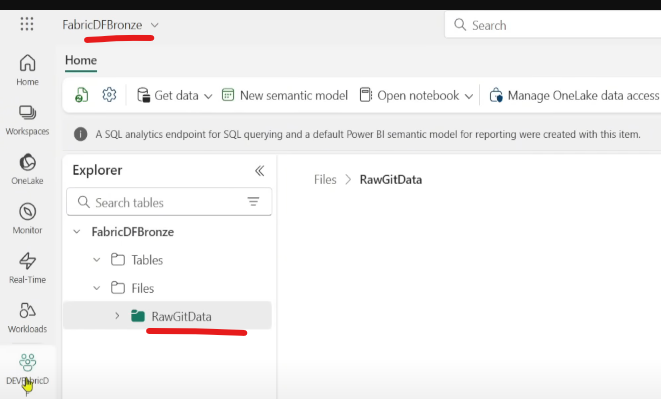 FabricDFBronze
Search
Home
Home
Workspaces
OneLake
Monitor
Real-Time
Workloads
DEVFabricD
Get data
New semantic model
Open notebook
Manage OneLake data access
A SQL analytics endpoint for SQL querying and a default Power BI semantic model for reporting were created with this item.
Explorer
Search tables
FabricDFBronze
Tables
Files
RawGitData
Files > RawGitData